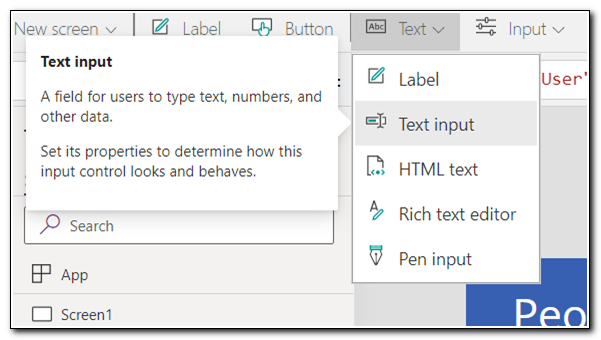 New screen Label Button Abc Text Input
Text input
A field for users to type text, numbers, and
other data.
Set its properties to determine how this
input control looks and behaves.
:
User"
Label
Text input
HTML text
Rich text editor
Pen input
Search
App
Screen1
Peo